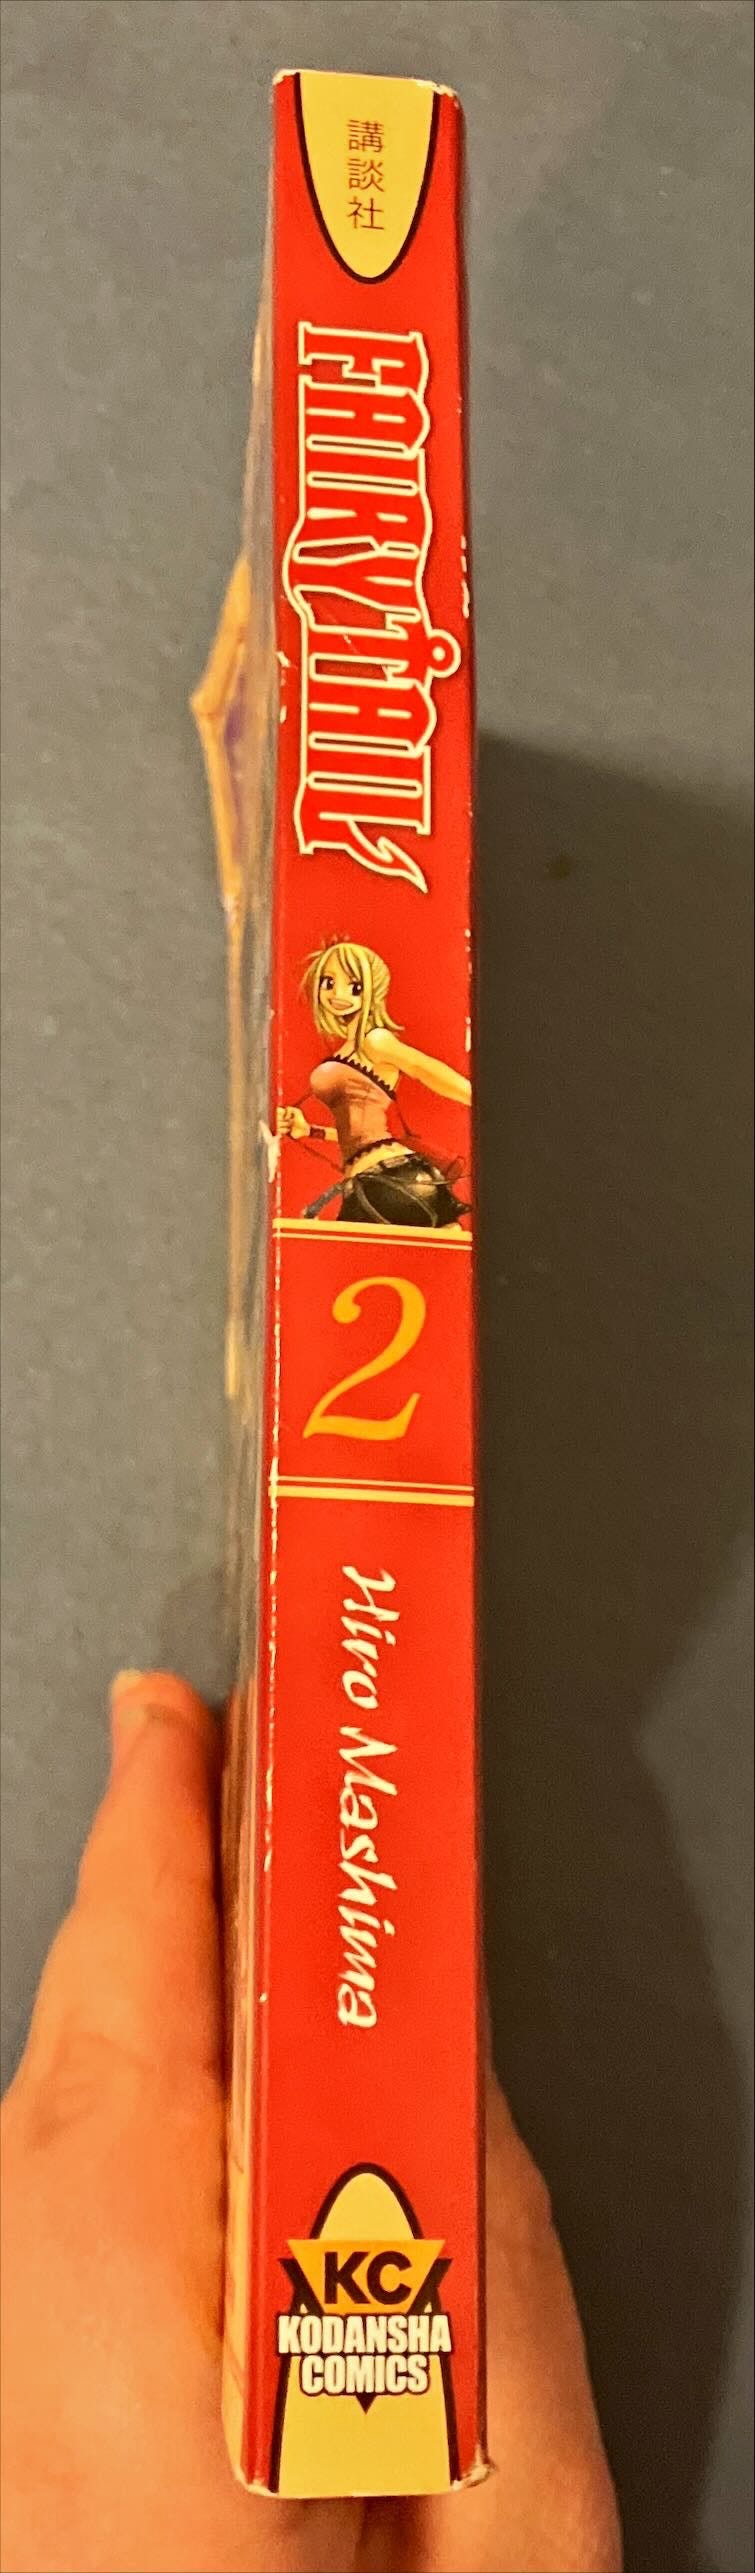 講談社
FAIRY TAIL
2
Hiro Mashima
KC
KODANSHA
COMICS